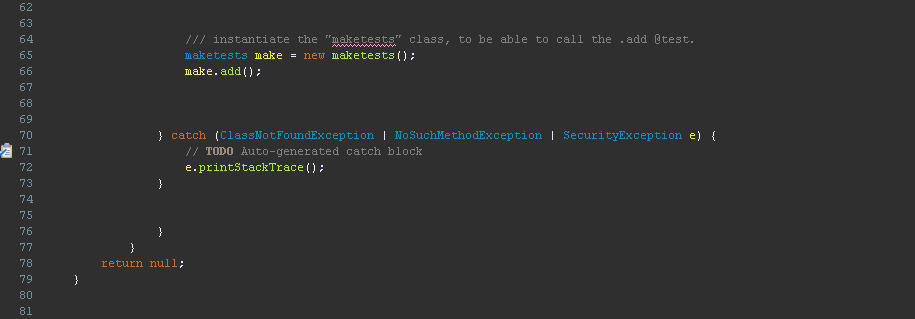 62
63
64 /// instantiate the "maketests" class, to be able to call the .add @test.
65 maketests make = new maketests();
66 make.add();
67
68
69
70 } catch (ClassNotFoundException | NoSuchMethodException | SecurityException e) {
71 // TODO Auto-generated catch block
72 e.printStackTrace();
73 }
74
75
76 }
77 }
78 return null;
79 }
80
81